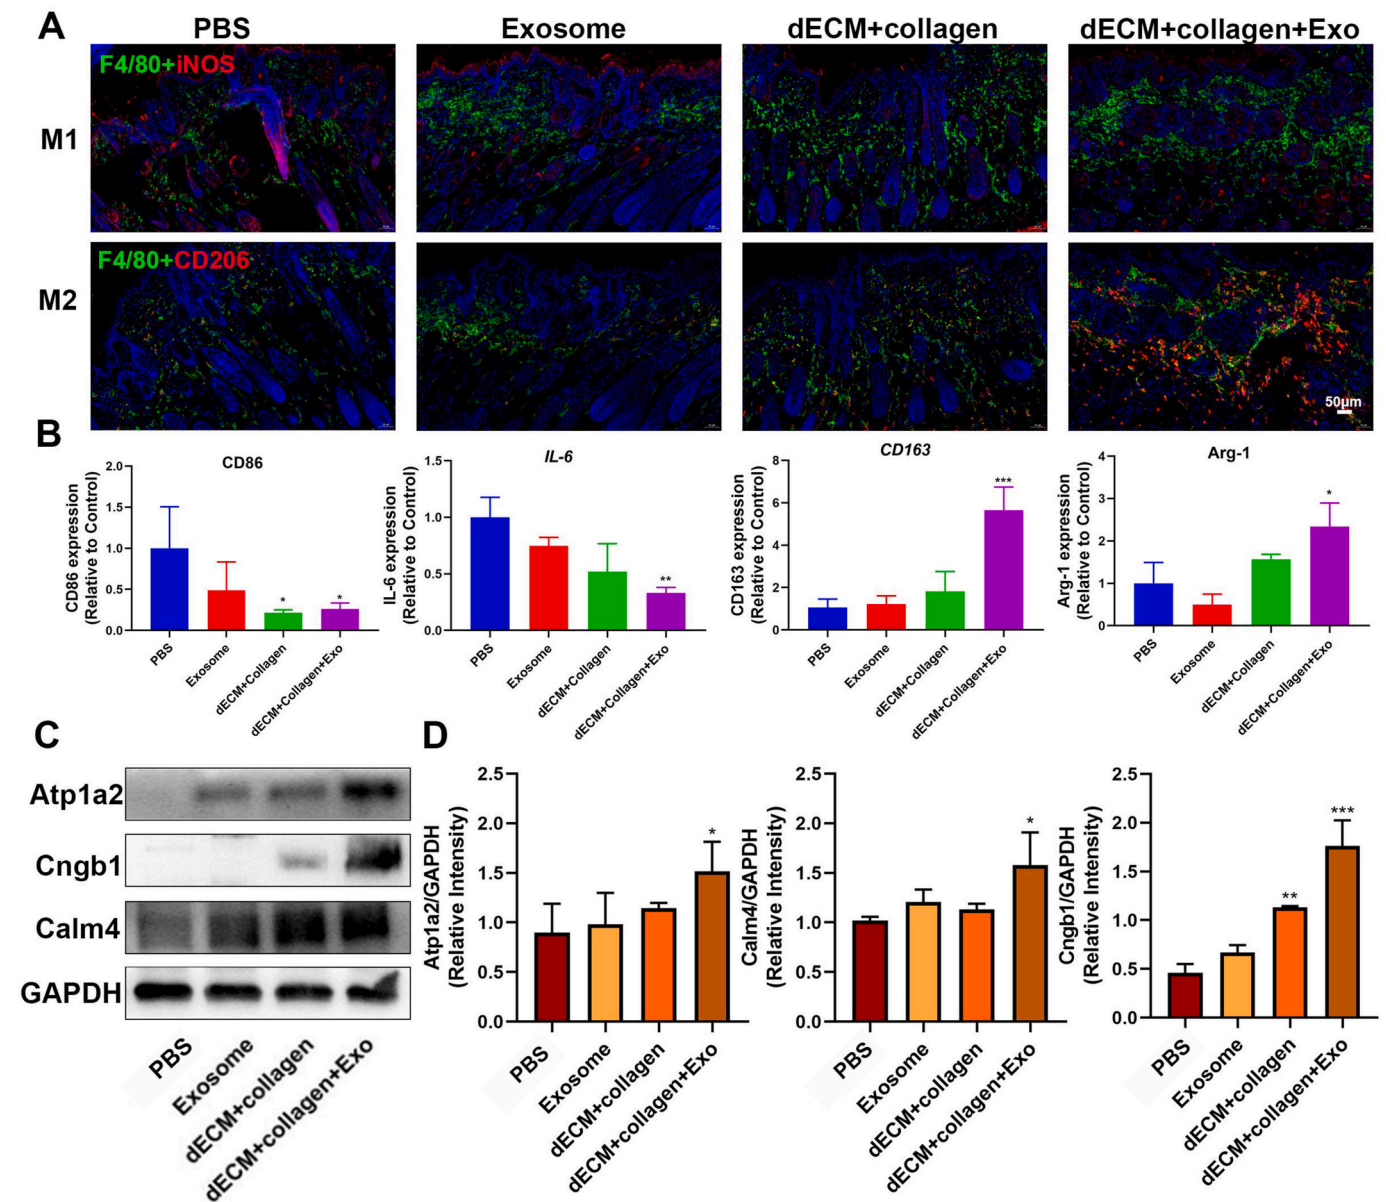 A
PBS
Exosome
dECM+collagen
dECM+collagen+Exo
F4/80+iNOS
M1
F4/80+CD206
M2
50μm
B
CD86
CD86 expression
(Relative to Control)
2.0
1.5
1.0
0.5
0.0
*
*
PBS
Exosome
dECM+Collagen
dECM+Collagen+Exo
IL-6
IL-6 expression
(Relative to Control)
1.5
1.0
0.5
0.0
**
PBS
Exosome
dECM+Collagen
dECM+Collagen+Exo
CD163
CD163 expression
(Relative to Control)
8
6
4
2
0
***
PBS
Exosome
dECM+Collagen
dECM+Collagen+Exo
Arg-1
Arg-1 expression
(Relative to Control)
4
3
2
1
0
*
PBS
Exosome
dECM+Collagen
dECM+Collagen+Exo
C
Atp1a2
Cngb1
Calm4
GAPDH
PBS
Exosome
dECM+collagen
dECM+collagen+Exo
D
Atp1a2/GAPDH
(Relative Intensity)
2.5
2.0
1.5
1.0
0.5
0.0
*
PBS
Exosome
dECM+collagen
dECM+collagen+Exo
Calm4/GAPDH
(Relative Intensity)
2.5
2.0
1.5
1.0
0.5
0.0
*
PBS
Exosome
dECM+collagen
dECM+collagen+Exo
Cngb1/GAPDH
(Relative Intensity)
2.5
2.0
1.5
1.0
0.5
0.0
**
***
PBS
Exosome
dECM+collagen
dECM+collagen+Exo